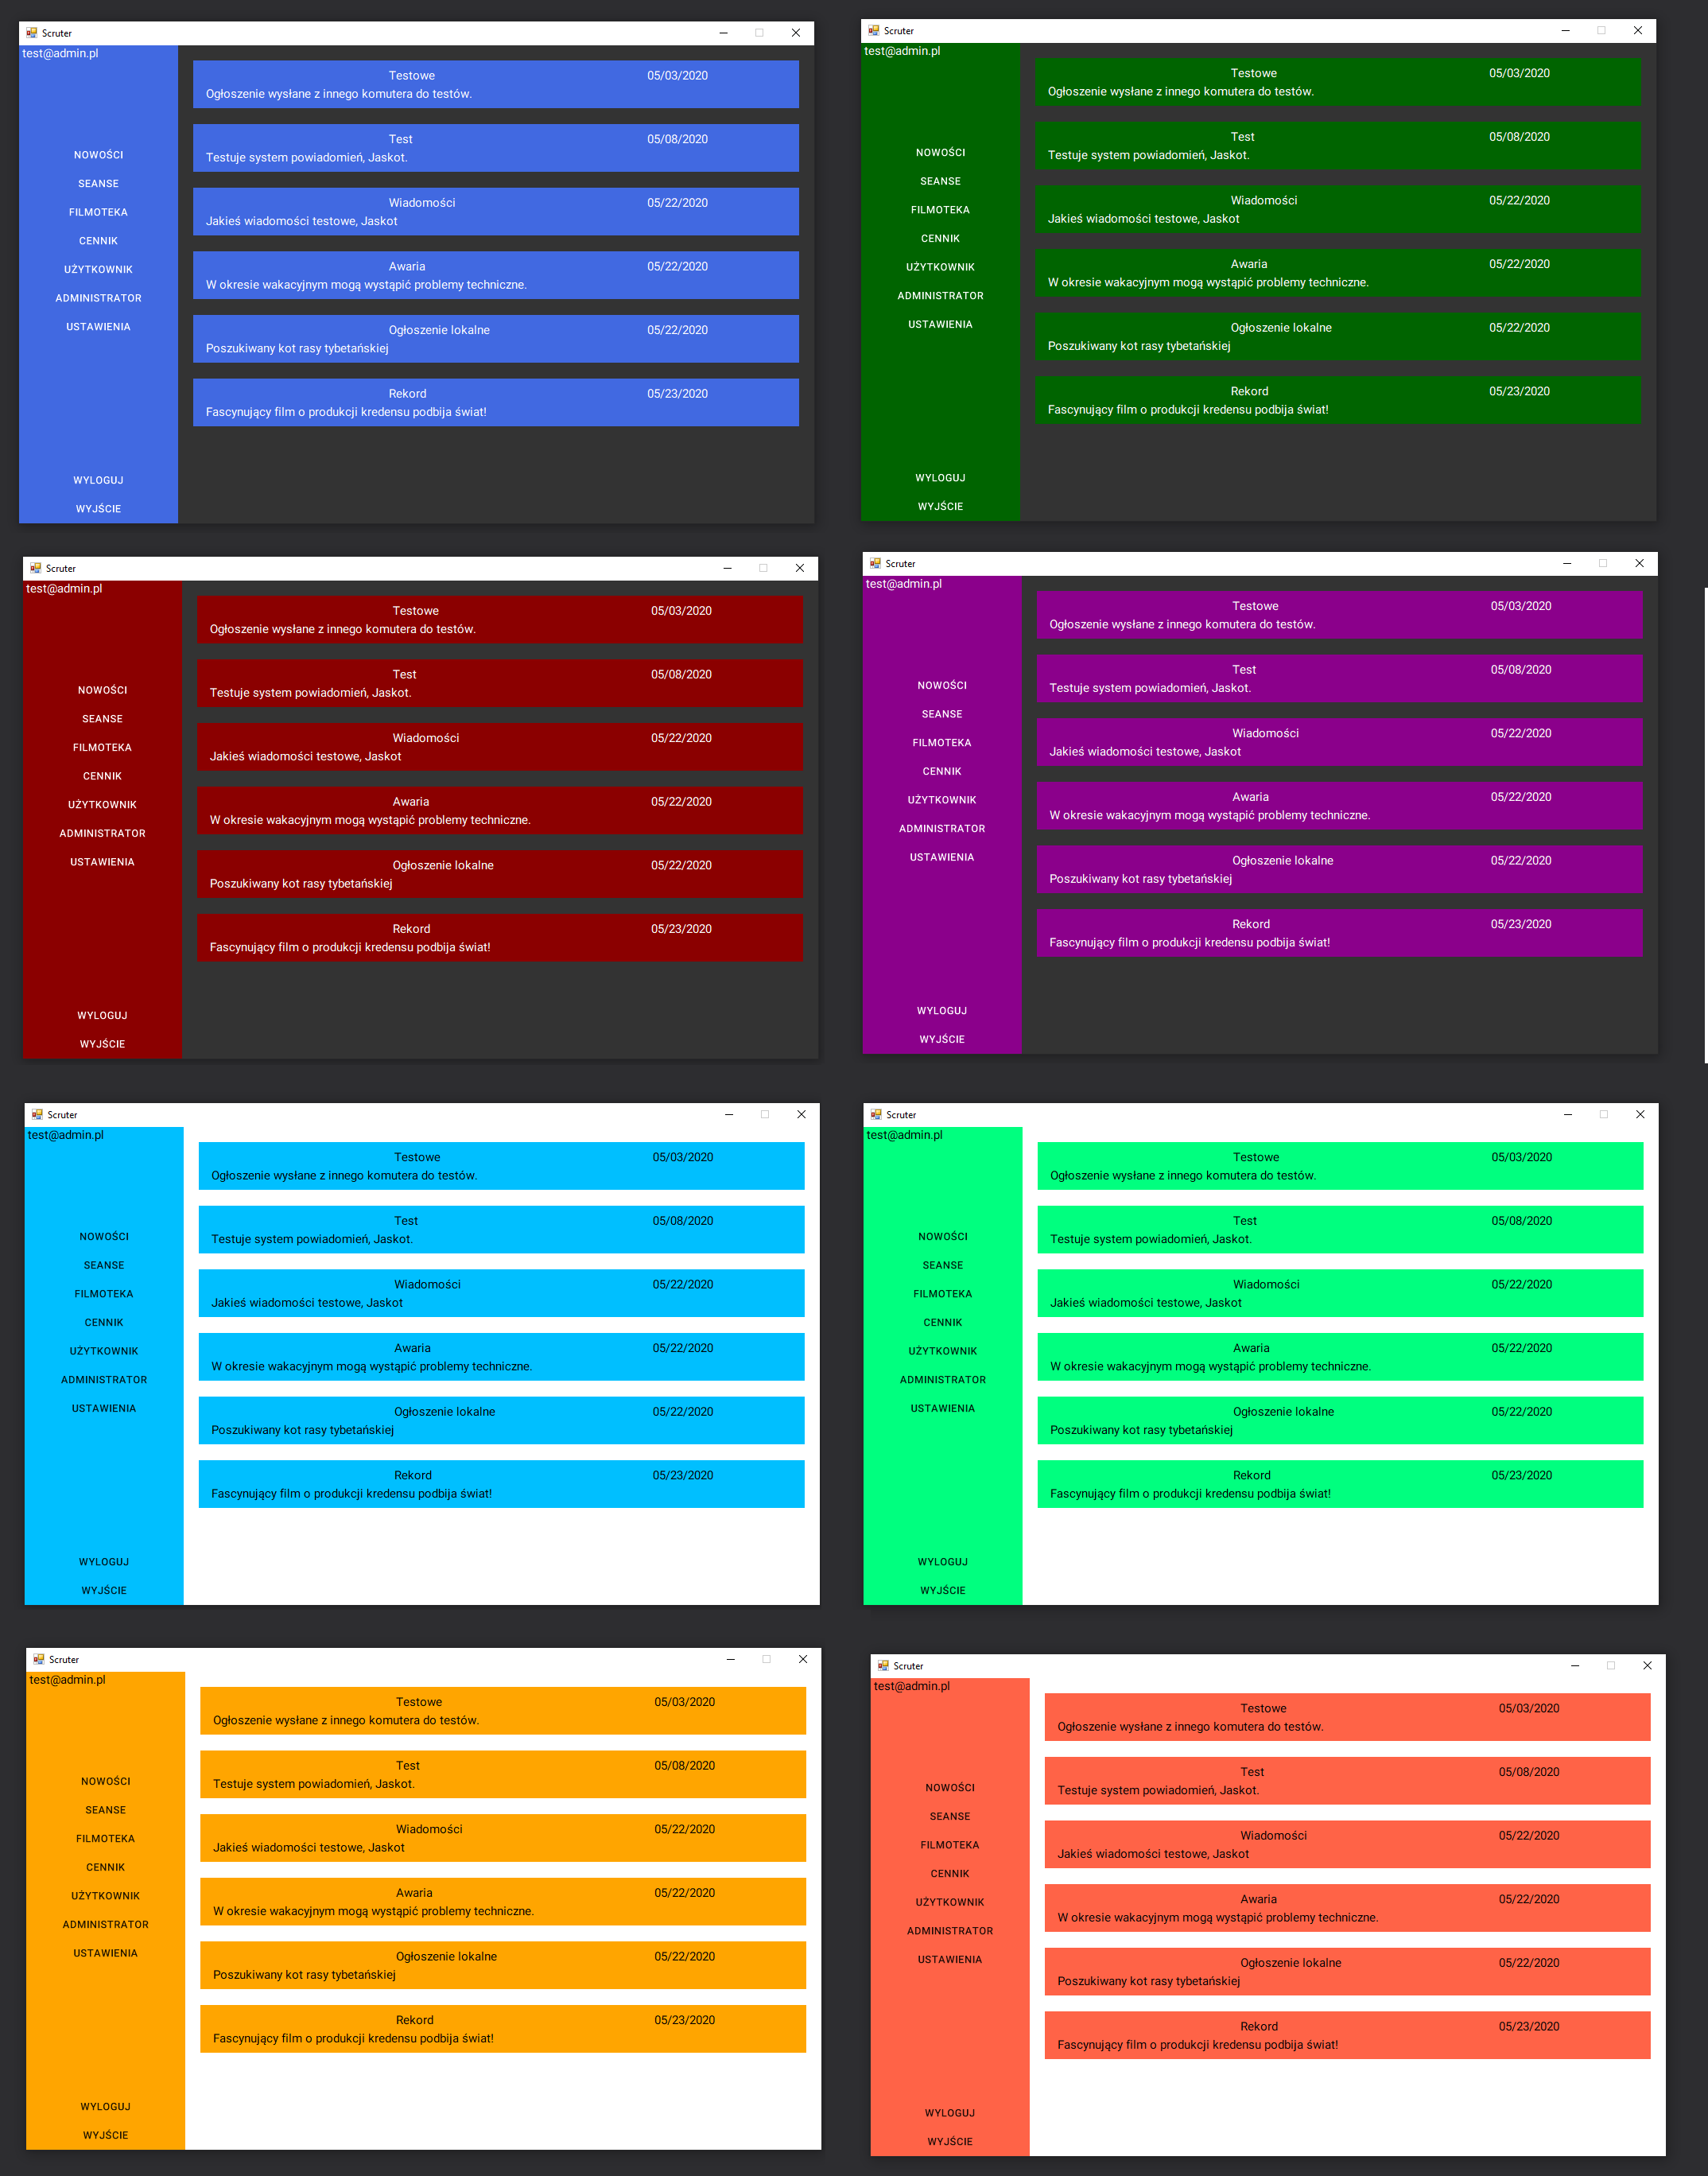 Scruter
test@admin.pl
NOWOŚCI
SEANSE
FILMOTEKA
CENNIK
UŻYTKOWNIK
ADMINISTRATOR
USTAWIENIA
WYLOGUJ
WYJŚCIE
Testowe 05/03/2020
Ogłoszenie wysłane z innego komutera do testów.
Test 05/08/2020
Testuje system powiadomień, Jaskot.
Wiadomości 05/22/2020
Jakieś wiadomości testowe, Jaskot
Awaria 05/22/2020
W okresie wakacyjnym mogą wystąpić problemy techniczne.
Ogłoszenie lokalne 05/22/2020
Poszukiwany kot rasy tybetańskiej
Rekord 05/23/2020
Fascynujący film o produkcji kredensu podbija świat!
Scruter
test@admin.pl
NOWOŚCI
SEANSE
FILMOTEKA
CENNIK
UŻYTKOWNIK
ADMINISTRATOR
USTAWIENIA
WYLOGUJ
WYJŚCIE
Testowe 05/03/2020
Ogłoszenie wysłane z innego komutera do testów.
Test 05/08/2020
Testuje system powiadomień, Jaskot.
Wiadomości 05/22/2020
Jakieś wiadomości testowe, Jaskot
Awaria 05/22/2020
W okresie wakacyjnym mogą wystąpić problemy techniczne.
Ogłoszenie lokalne 05/22/2020
Poszukiwany kot rasy tybetańskiej
Rekord 05/23/2020
Fascynujący film o produkcji kredensu podbija świat!
Scruter
test@admin.pl
NOWOŚCI
SEANSE
FILMOTEKA
CENNIK
UŻYTKOWNIK
ADMINISTRATOR
USTAWIENIA
WYLOGUJ
WYJŚCIE
Testowe 05/03/2020
Ogłoszenie wysłane z innego komutera do testów.
Test 05/08/2020
Testuje system powiadomień, Jaskot.
Wiadomości 05/22/2020
Jakieś wiadomości testowe, Jaskot
Awaria 05/22/2020
W okresie wakacyjnym mogą wystąpić problemy techniczne.
Ogłoszenie lokalne 05/22/2020
Poszukiwany kot rasy tybetańskiej
Rekord 05/23/2020
Fascynujący film o produkcji kredensu podbija świat!
Scruter
test@admin.pl
NOWOŚCI
SEANSE
FILMOTEKA
CENNIK
UŻYTKOWNIK
ADMINISTRATOR
USTAWIENIA
WYLOGUJ
WYJŚCIE
Testowe 05/03/2020
Ogłoszenie wysłane z innego komutera do testów.
Test 05/08/2020
Testuje system powiadomień, Jaskot.
Wiadomości 05/22/2020
Jakieś wiadomości testowe, Jaskot
Awaria 05/22/2020
W okresie wakacyjnym mogą wystąpić problemy techniczne.
Ogłoszenie lokalne 05/22/2020
Poszukiwany kot rasy tybetańskiej
Rekord 05/23/2020
Fascynujący film o produkcji kredensu podbija świat!
Scruter
test@admin.pl
NOWOŚCI
SEANSE
FILMOTEKA
CENNIK
UŻYTKOWNIK
ADMINISTRATOR
USTAWIENIA
WYLOGUJ
WYJŚCIE
Testowe 05/03/2020
Ogłoszenie wysłane z innego komutera do testów.
Test 05/08/2020
Testuje system powiadomień, Jaskot.
Wiadomości 05/22/2020
Jakieś wiadomości testowe, Jaskot
Awaria 05/22/2020
W okresie wakacyjnym mogą wystąpić problemy techniczne.
Ogłoszenie lokalne 05/22/2020
Poszukiwany kot rasy tybetańskiej
Rekord 05/23/2020
Fascynujący film o produkcji kredensu podbija świat!
Scruter
test@admin.pl
NOWOŚCI
SEANSE
FILMOTEKA
CENNIK
UŻYTKOWNIK
ADMINISTRATOR
USTAWIENIA
WYLOGUJ
WYJŚCIE
Testowe 05/03/2020
Ogłoszenie wysłane z innego komutera do testów.
Test 05/08/2020
Testuje system powiadomień, Jaskot.
Wiadomości 05/22/2020
Jakieś wiadomości testowe, Jaskot
Awaria 05/22/2020
W okresie wakacyjnym mogą wystąpić problemy techniczne.
Ogłoszenie lokalne 05/22/2020
Poszukiwany kot rasy tybetańskiej
Rekord 05/23/2020
Fascynujący film o produkcji kredensu podbija świat!
Scruter
test@admin.pl
NOWOŚCI
SEANSE
FILMOTEKA
CENNIK
UŻYTKOWNIK
ADMINISTRATOR
USTAWIENIA
WYLOGUJ
WYJŚCIE
Testowe 05/03/2020
Ogłoszenie wysłane z innego komutera do testów.
Test 05/08/2020
Testuje system powiadomień, Jaskot.
Wiadomości 05/22/2020
Jakieś wiadomości testowe, Jaskot
Awaria 05/22/2020
W okresie wakacyjnym mogą wystąpić problemy techniczne.
Ogłoszenie lokalne 05/22/2020
Poszukiwany kot rasy tybetańskiej
Rekord 05/23/2020
Fascynujący film o produkcji kredensu podbija świat!
Scruter
test@admin.pl
NOWOŚCI
SEANSE
FILMOTEKA
CENNIK
UŻYTKOWNIK
ADMINISTRATOR
USTAWIENIA
WYLOGUJ
WYJŚCIE
Testowe 05/03/2020
Ogłoszenie wysłane z innego komutera do testów.
Test 05/08/2020
Testuje system powiadomień, Jaskot.
Wiadomości 05/22/2020
Jakieś wiadomości testowe, Jaskot
Awaria 05/22/2020
W okresie wakacyjnym mogą wystąpić problemy techniczne.
Ogłoszenie lokalne 05/22/2020
Poszukiwany kot rasy tybetańskiej
Rekord 05/23/2020
Fascynujący film o produkcji kredensu podbija świat!